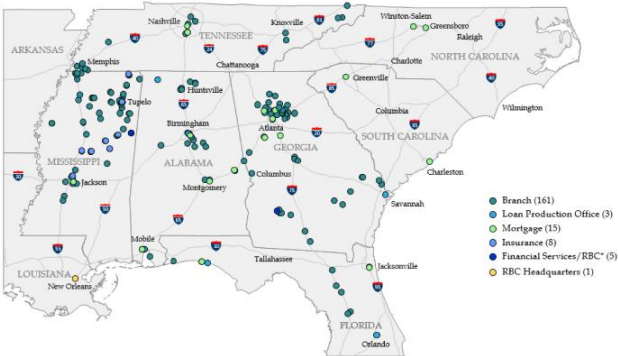 Nashville
TENNESSEE
Knoxville
Winston-Salem
Greensboro
Raleigh
NORTH CAROLINA
ARKANSAS
Memphis
Chattanooga
Charlotte
Huntsville
Greenville
Tupelo
Wilmington
Birmingham
Atlanta
Columbia
SOUTH CAROLINA
MISSISSIPPI
ALABAMA
GEORGIA
Jackson
Montgomery
Columbus
Charleston
Savannah
Branch (161)
Loan Production Office (3)
Mortgage (15)
Insurance (8)
Financial Services/RBC* (5)
RBC Headquarters (1)
Mobile
Tallahassee
Jacksonville
LOUISIANA
New Orleans
FLORIDA
Orlando